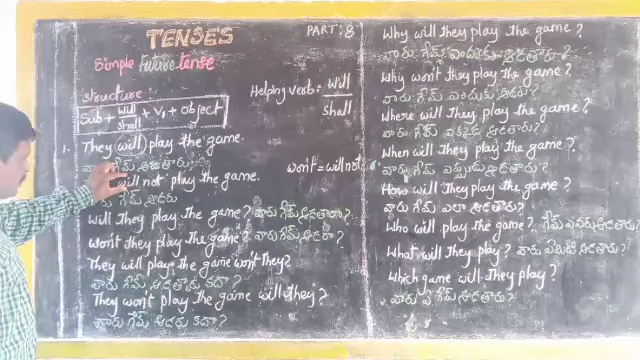 TENSES
PART: 8
Simple Future tense
structure
Sub + will/shall + V₁ + object
Helping verb = Will/Shall
1. They will play the game.
వారు గేమ్ ఆడతారు.
will not play the game.
గేమ్ ఆడరు
won't = will not
Will they play the game? వారు గేమ్ ఆడతారా?
Won't they play the game? వారు గేమ్ ఆడరా?
They will play the game won't they?
వారు గేమ్ ఆడతారు కదా?
They won't play the game will they?
వారు గేమ్ ఆడరు కదా?
Why will they play the game?
వారు గేమ్ ఎందుకు ఆడతారు?
Why won't they play the game?
వారు గేమ్ ఎందుకు ఆడరు?
Where will they play the game?
వారు గేమ్ ఎక్కడ ఆడతారు?
When will they play the game?
వారు గేమ్ ఎప్పుడు ఆడతారు?
How will they play the game?
వారు గేమ్ ఎలా ఆడతారు?
Who will play the game? గేమ్ ఎవరు ఆడతారు?
What will they play? వారు ఏమిటి ఆడతారు?
Which game will they play?
వారు ఏ గేమ్ ఆడతారు?